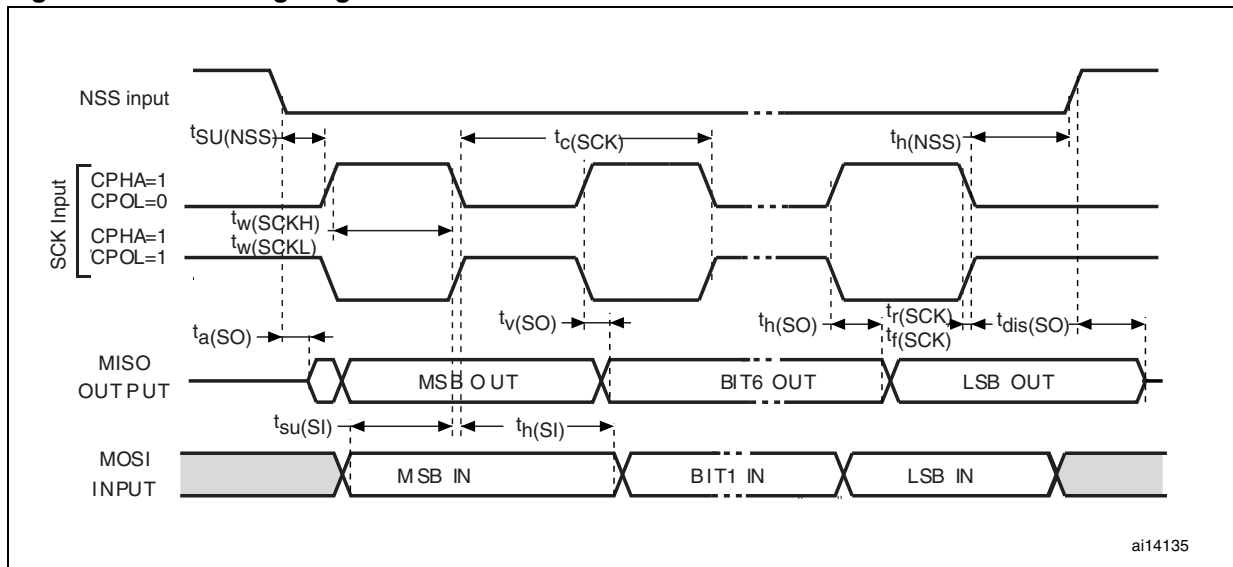 NSS input
tSU(NSS)
tc(SCK)
th(NSS)
SCK Input
CPHA=1
CPOL=0
tw(SCKH)
tw(SCKL)
CPHA=1
CPOL=1
ta(SO)
tv(SO)
th(SO)
tr(SCK)
tf(SCK)
tdis(SO)
MISO
OUTPUT
MSB OUT
BIT6 OUT
LSB OUT
tsu(SI)
th(SI)
MOSI
INPUT
MSB IN
BIT1 IN
LSB IN
ai14135